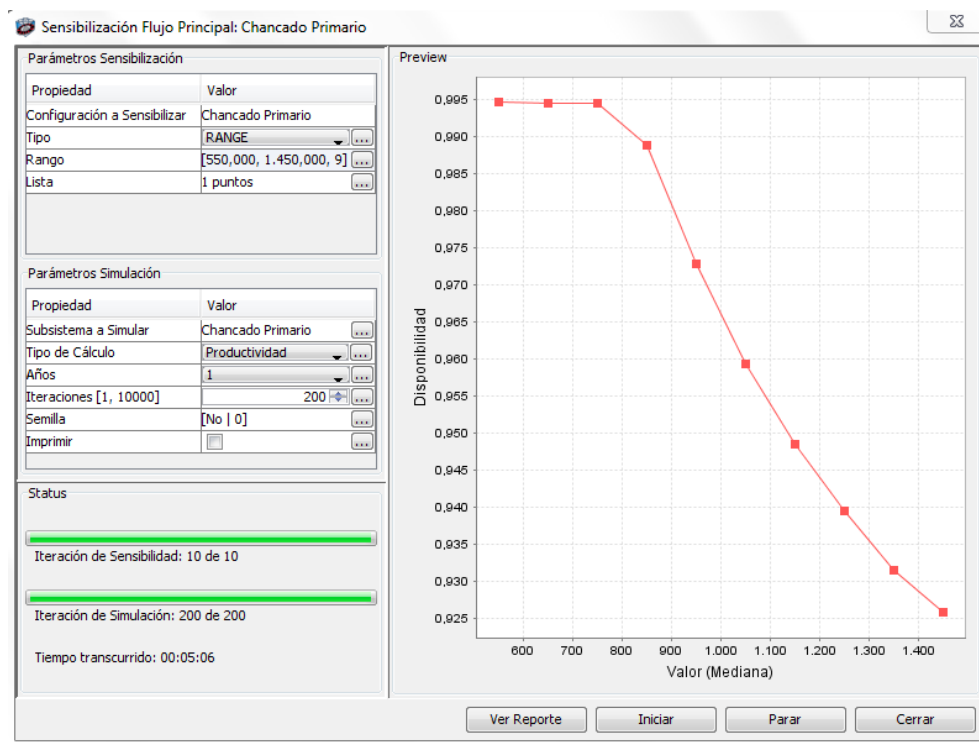 Sensibilización Flujo Principal: Chancado Primario
Parámetros Sensibilización
Propiedad Valor
Configuración a Sensibilizar Chancado Primario
Tipo RANGE ...
Rango [550,000, 1.450,000, 9] ...
Lista 1 puntos ...
Parámetros Simulación
Propiedad Valor
Subsistema a Simular Chancado Primario ...
Tipo de Cálculo Productividad ...
Años 1 ...
Iteraciones [1, 10000] 200 ...
Semilla [No | 0] ...
Imprimir ...
Status
Iteración de Sensibilidad: 10 de 10
Iteración de Simulación: 200 de 200
Tiempo transcurrido: 00:05:06
Preview
0,995
0,990
0,985
0,980
0,975
0,970
0,965
0,960
0,955
0,950
0,945
0,940
0,935
0,930
0,925
Disponibilidad
600 700 800 900 1.000 1.100 1.200 1.300 1.400
Valor (Mediana)
Ver Reporte Iniciar Parar Cerrar